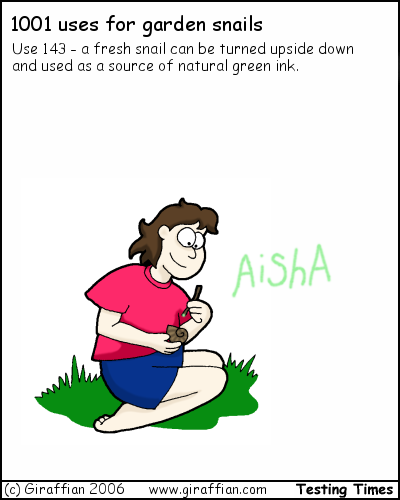 1001 uses for garden snails
Use 143 - a fresh snail can be turned upside down
and used as a source of natural green ink.
AiShA
(c) Giraffian 2006 www.giraffian.com Testing Times